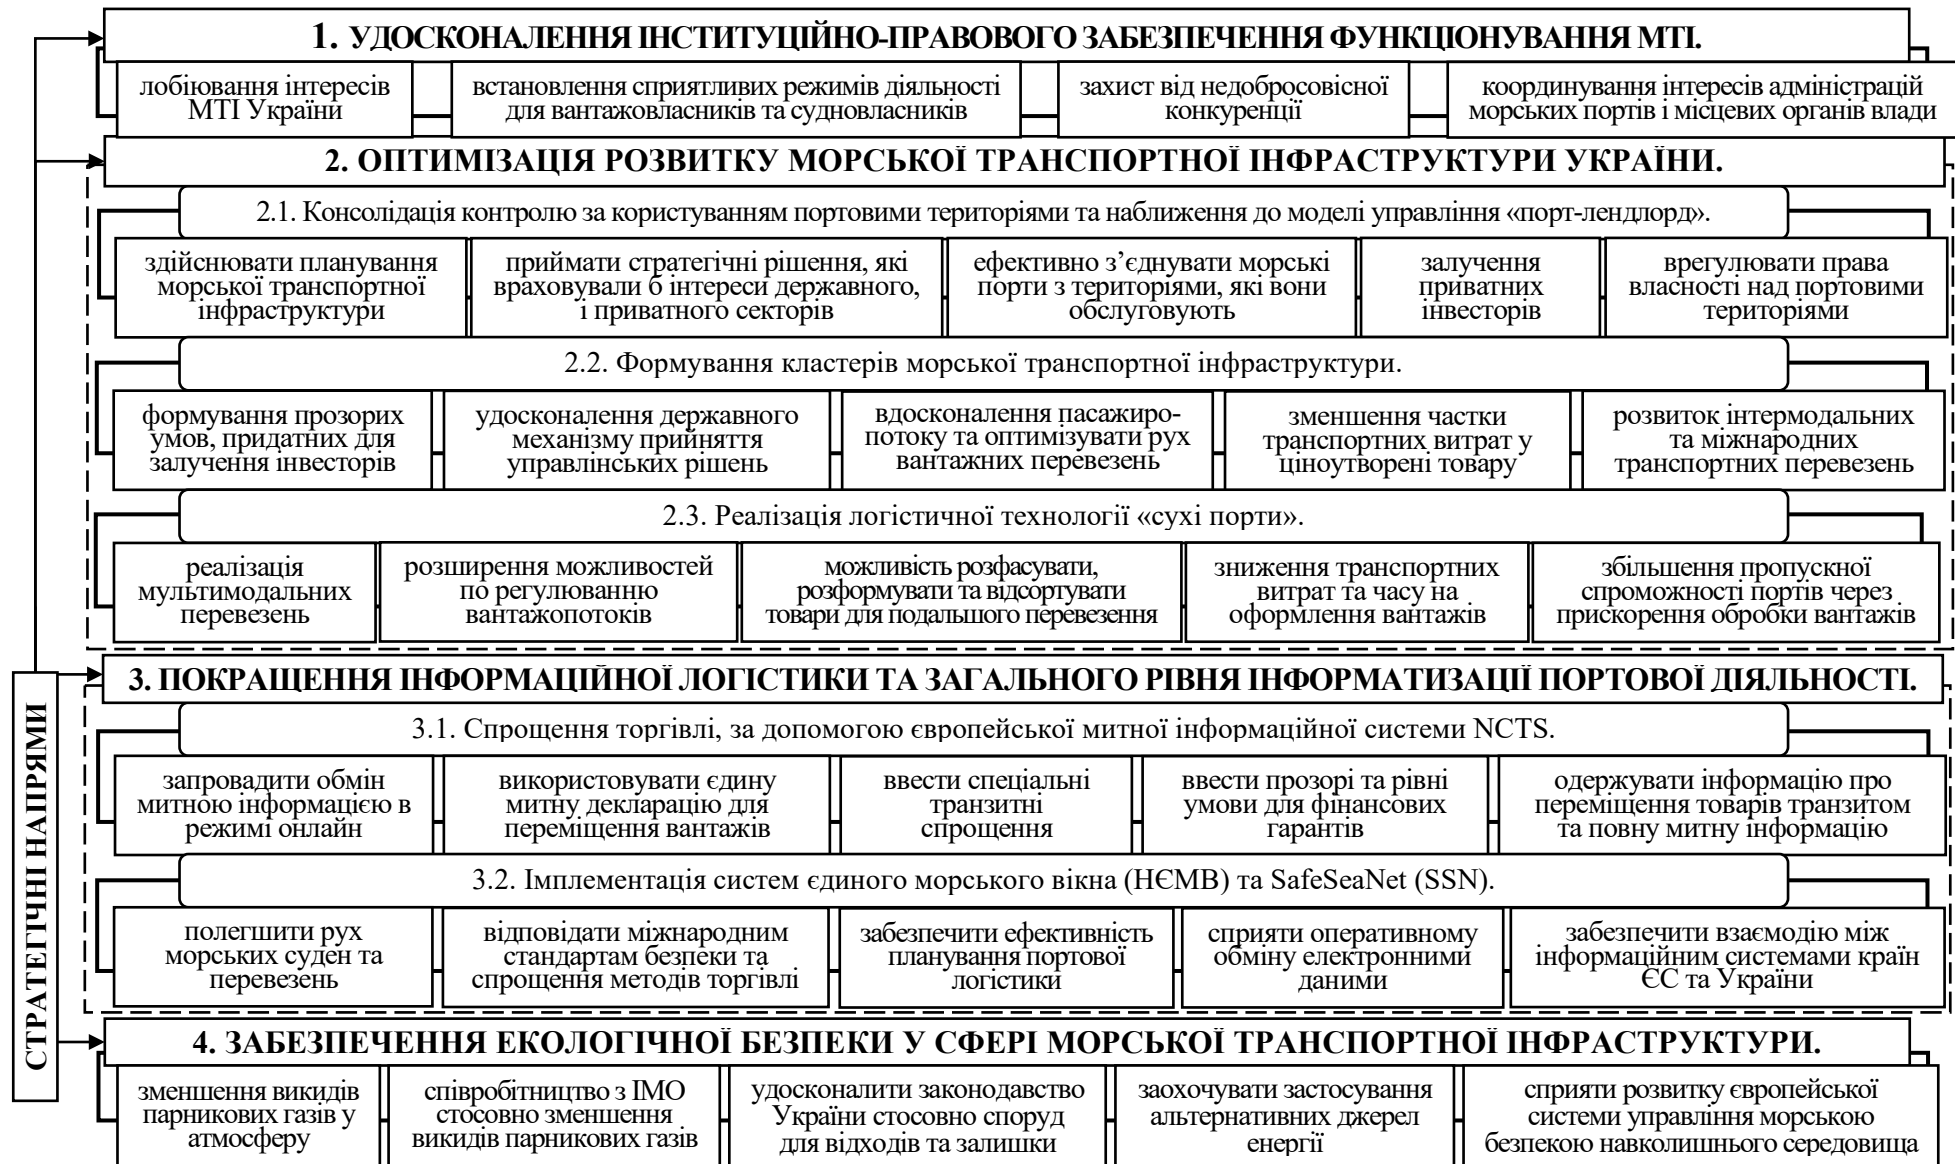 1. УДОСКОНАЛЕННЯ ІНСТИТУЦІЙНО-ПРАВОВОГО ЗАБЕЗПЕЧЕННЯ ФУНКЦІОНУВАННЯ МТІ.
лобіювання інтересів
МТІ України
встановлення сприятливих режимів діяльності
для вантажовласників та судновласників
захист від недобросовісної
конкуренції
координування інтересів адміністрацій
морських портів і місцевих органів влади
2. ОПТИМІЗАЦІЯ РОЗВИТКУ МОРСЬКОЇ ТРАНСПОРТНОЇ ІНФРАСТРУКТУРИ УКРАЇНИ.
2.1. Консолідація контролю за користуванням портовими територіями та наближення до моделі управління «порт-лендлорд».
здійснювати планування
морської транспортної
інфраструктури
приймати стратегічні рішення, які
враховували б інтереси державного,
і приватного секторів
ефективно з’єднувати морські
порти з територіями, які вони
обслуговують
залучення
приватних
інвесторів
врегулювати права
власності над портовими
територіями
2.2. Формування кластерів морської транспортної інфраструктури.
формування прозорих
умов, придатних для
залучення інвесторів
удосконалення державного
механізму прийняття
управлінських рішень
вдосконалення пасажиро-
потоку та оптимізувати рух
вантажних перевезень
зменшення частки
транспортних витрат у
ціноутворені товару
розвиток інтермодальних
та міжнародних
транспортних перевезень
2.3. Реалізація логістичної технології «сухі порти».
реалізація
мультимодальних
перевезень
розширення можливостей
по регулюванню
вантажопотоків
можливість розфасувати,
розформувати та відсортувати
товари для подальшого перевезення
зниження транспортних
витрат та часу на
оформлення вантажів
збільшення пропускної
спроможності портів через
прискорення обробки вантажів
СТРАТЕГІЧНІ НАПРЯМИ
3. ПОКРАЩЕННЯ ІНФОРМАЦІЙНОЇ ЛОГІСТИКИ ТА ЗАГАЛЬНОГО РІВНЯ ІНФОРМАТИЗАЦІЇ ПОРТОВОЇ ДІЯЛЬНОСТІ.
3.1. Спрощення торгівлі, за допомогою європейської митної інформаційної системи NCTS.
запровадити обмін
митною інформацією в
режимі онлайн
використовувати єдину
митну декларацію для
переміщення вантажів
ввести спеціальні
транзитні
спрощення
ввести прозорі та рівні
умови для фінансових
гарантів
одержувати інформацію про
переміщення товарів транзитом
та повну митну інформацію
3.2. Імплементація систем єдиного морського вікна (НЄМВ) та SafeSeaNet (SSN).
полегшити рух
морських суден та
перевезень
відповідати міжнародним
стандартам безпеки та
спрощення методів торгівлі
забезпечити ефективність
планування портової
логістики
сприяти оперативному
обміну електронними
даними
забезпечити взаємодію між
інформаційним системами країн
ЄС та України
4. ЗАБЕЗПЕЧЕННЯ ЕКОЛОГІЧНОЇ БЕЗПЕКИ У СФЕРІ МОРСЬКОЇ ТРАНСПОРТНОЇ ІНФРАСТРУКТУРИ.
зменшення викидів
парникових газів у
атмосферу
співробітництво з ІМО
стосовно зменшення
викидів парникових газів
удосконалити законодавство
України стосовно споруд
для відходів та залишки
заохочувати застосування
альтернативних джерел
енергії
сприяти розвитку європейської
системи управління морською
безпекою навколишнього середовища